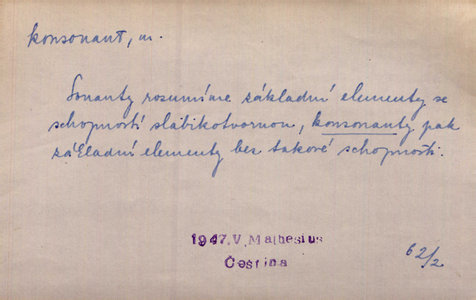 konsonant, m.
Sonanty rozumíme základní elementy se
schopností slabikotvornou, konsonanty pak
základní elementy bez takové schopnosti.
1947, V. Mathesius
Čeština
62/2